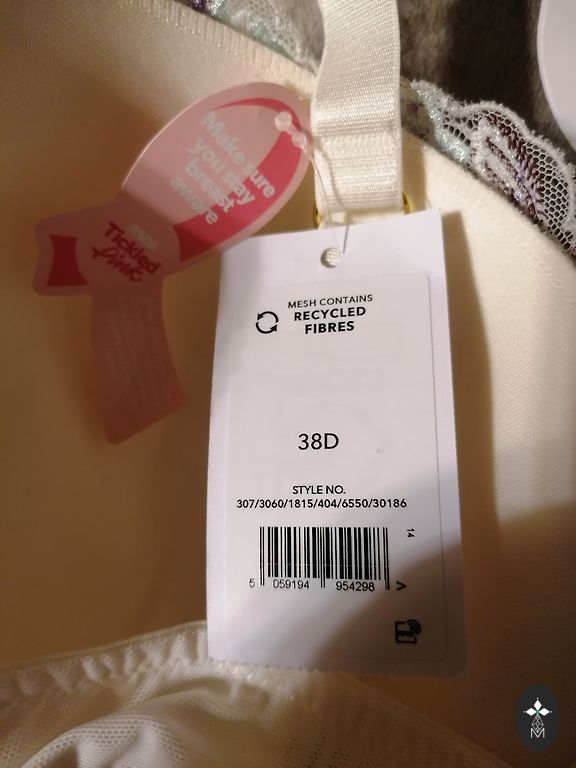 Make sure
you stay
breast
aware
ASDA
Tickled
Pink
MESH CONTAINS
RECYCLED
FIBRES
38D
STYLE NO.
307/3060/1815/404/6550/30186
14
5 059194 954298 >
M